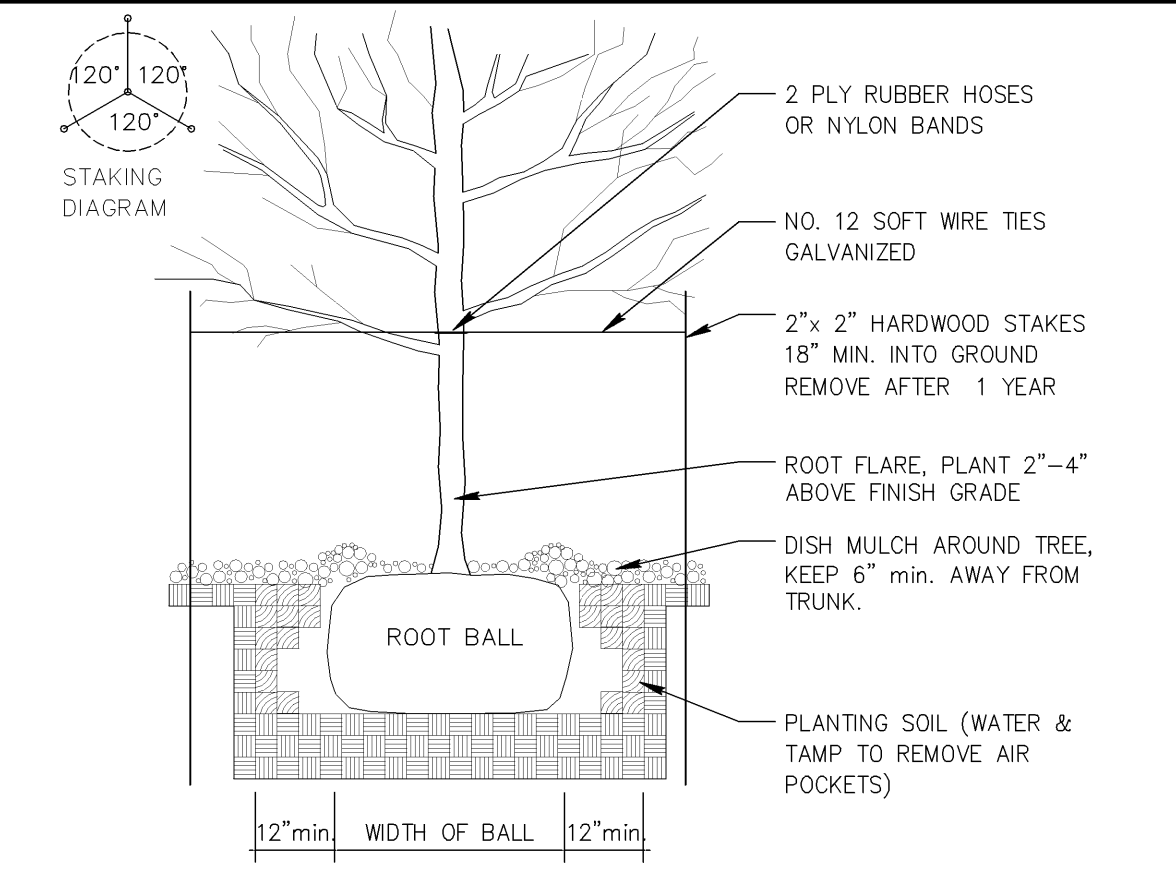 120° 120°
120°
STAKING
DIAGRAM
2 PLY RUBBER HOSES
OR NYLON BANDS
NO. 12 SOFT WIRE TIES
GALVANIZED
2"x 2" HARDWOOD STAKES
18" MIN. INTO GROUND
REMOVE AFTER 1 YEAR
ROOT FLARE, PLANT 2"-4"
ABOVE FINISH GRADE
DISH MULCH AROUND TREE,
KEEP 6" min. AWAY FROM
TRUNK.
ROOT BALL
PLANTING SOIL (WATER &
TAMP TO REMOVE AIR
POCKETS)
12"min. WIDTH OF BALL 12"min.